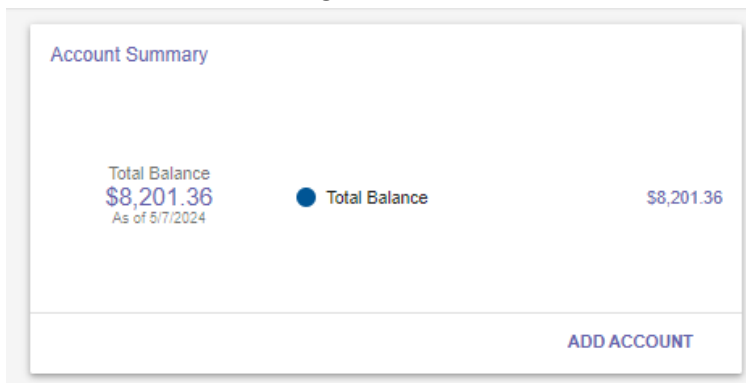 Account Summary
Total Balance
$8,201.36
As of 5/7/2024
Total Balance
$8,201.36
ADD ACCOUNT